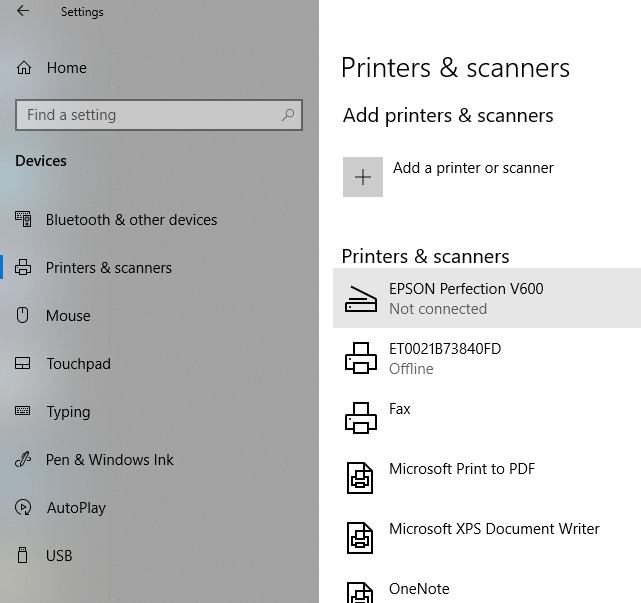 Settings
Home
Find a setting
Devices
Bluetooth & other devices
Printers & scanners
Mouse
Touchpad
Typing
Pen & Windows Ink
AutoPlay
USB
Printers & scanners
Add printers & scanners
Add a printer or scanner
Printers & scanners
EPSON Perfection V600
Not connected
ET0021B73840FD
Offline
Fax
Microsoft Print to PDF
Microsoft XPS Document Writer
OneNote